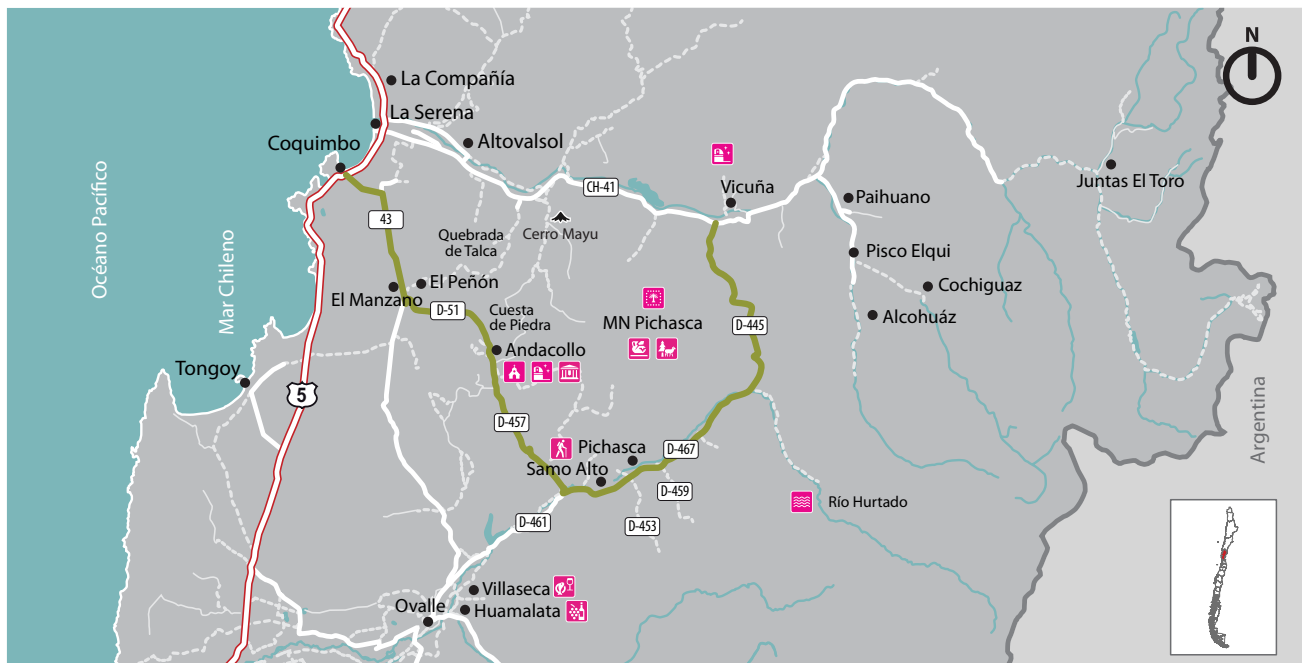 N
La Compañía
La Serena
Altovalsol
Coquimbo
CH-41
Vicuña
Paihuano
Juntas El Toro
43
Quebrada
de Talca
Cerro Mayu
Océano Pacífico
Mar Chileno
El Peñón
El Manzano
D-51
Cuesta
de Piedra
MN Pichasca
D-445
Pisco Elqui
Cochiguaz
Alcohuáz
Andacollo
Tongoy
5
D-457
Pichasca
Samo Alto
D-467
D-459
D-461
D-453
Río Hurtado
Argentina
Villaseca
Huamalata
Ovalle